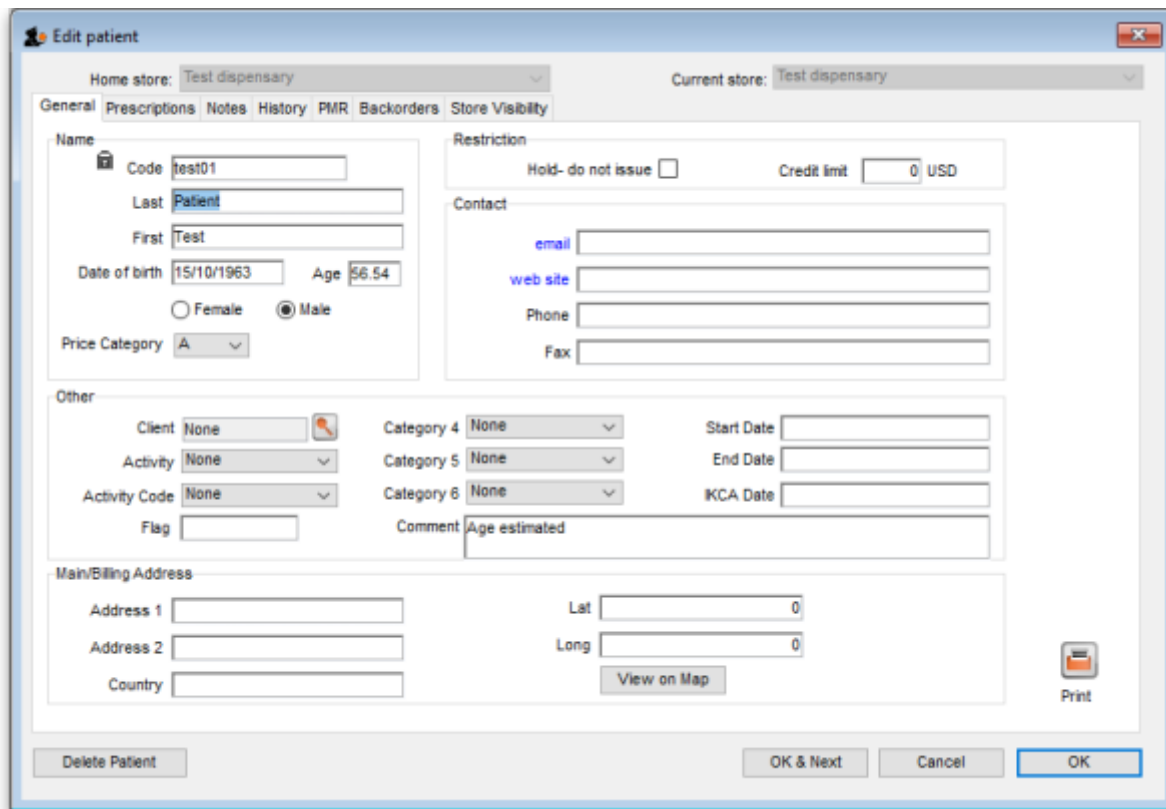 Edit patient
Home store: Test dispensary Current store: Test dispensary
General Prescriptions Notes History PMR Backorders Store Visibility
Name
Code test01
Last Patient
First Test
Date of birth 15/10/1963 Age 56.54
Female Male
Price Category A
Restriction
Hold- do not issue Credit limit 0 USD
Contact
email
web site
Phone
Fax
Other
Client None Category 4 None Start Date
Activity None Category 5 None End Date
Activity Code None Category 6 None IKCA Date
Flag Comment Age estimated
Main/Billing Address
Address 1 Lat 0
Address 2 Long 0
Country View on Map
Print
Delete Patient OK & Next Cancel OK